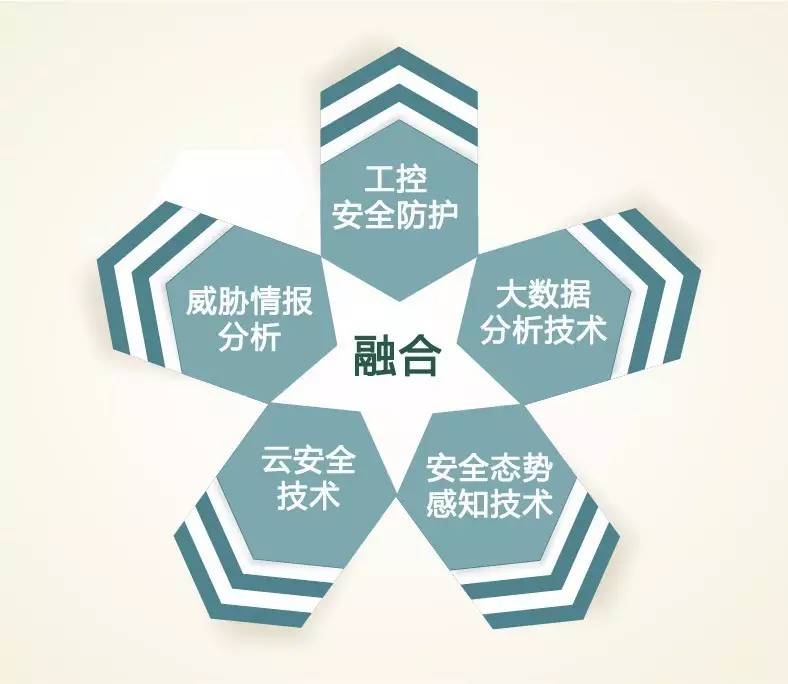 工控
安全防护
威胁情报
分析
大数据
分析技术
融合
云安全
技术
安全态势
感知技术